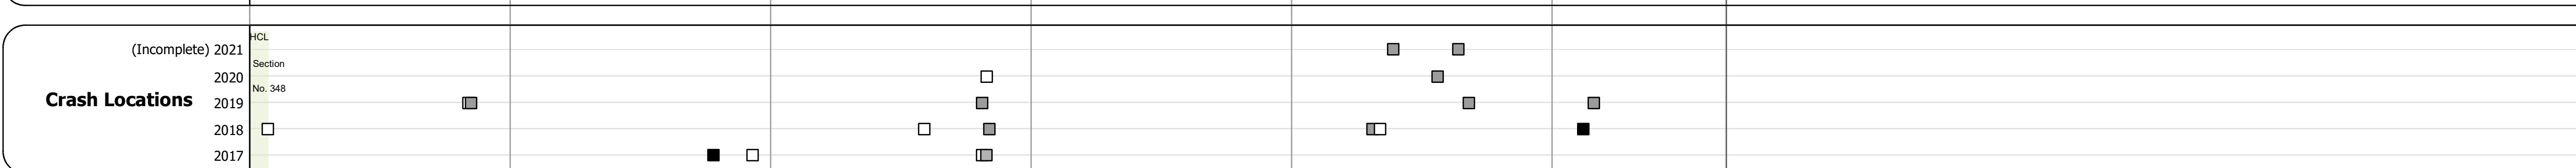 HCL
(Incomplete) 2021
Section
2020
No. 348
Crash Locations
2019
2018
2017